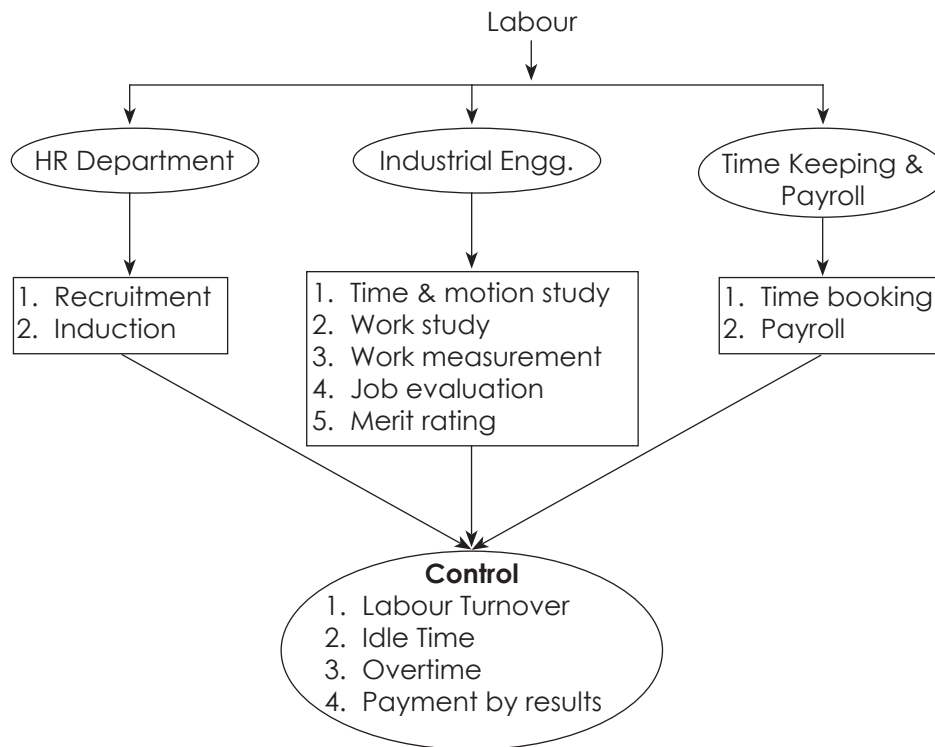 Labour
HR Department
Industrial Engg.
Time Keeping &
Payroll
1. Recruitment
2. Induction
1. Time & motion study
2. Work study
3. Work measurement
4. Job evaluation
5. Merit rating
1. Time booking
2. Payroll
Control
1. Labour Turnover
2. Idle Time
3. Overtime
4. Payment by results